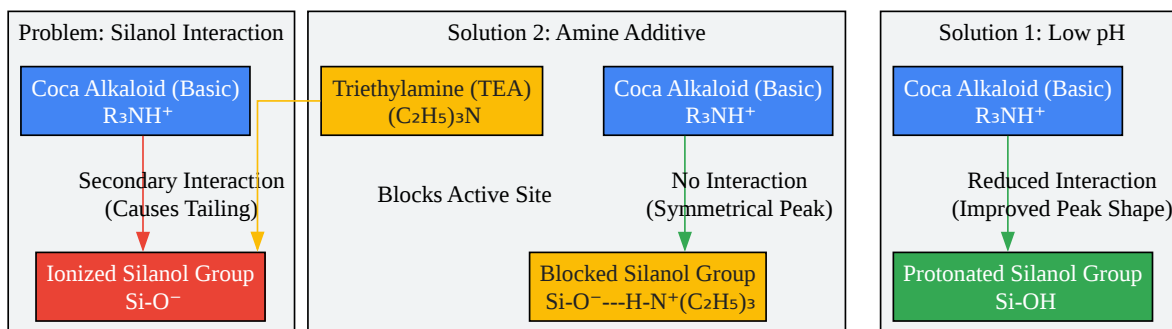 Problem: Silanol Interaction
Coca Alkaloid (Basic)
R₃NH⁺
Secondary Interaction
(Causes Tailing)
Ionized Silanol Group
Si-O⁻
Solution 2: Amine Additive
Triethylamine (TEA)
(C₂H₅)₃N
Coca Alkaloid (Basic)
R₃NH⁺
Blocks Active Site
No Interaction
(Symmetrical Peak)
Blocked Silanol Group
Si-O⁻---H-N⁺(C₂H₅)₃
Solution 1: Low pH
Coca Alkaloid (Basic)
R₃NH⁺
Reduced Interaction
(Improved Peak Shape)
Protonated Silanol Group
Si-OH